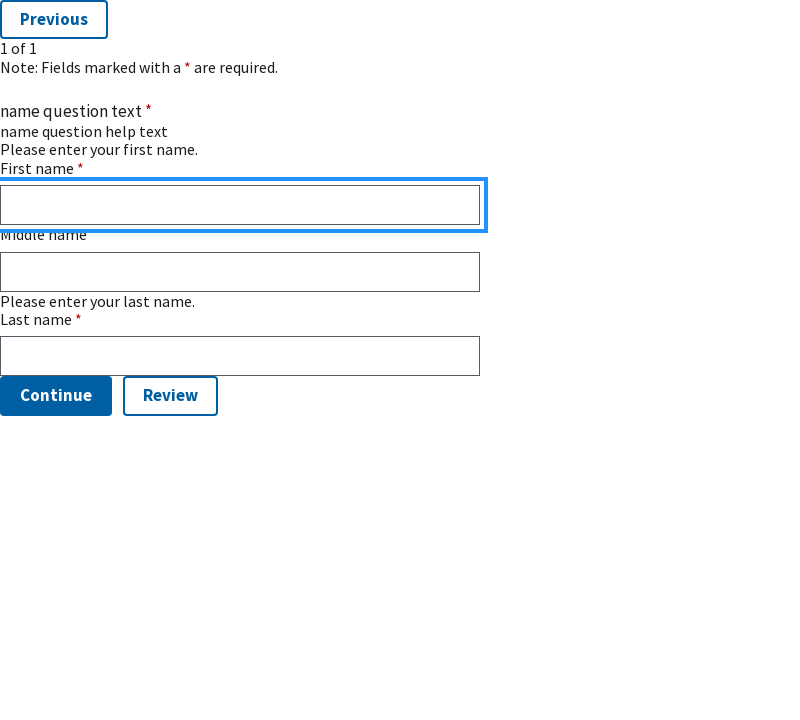 Previous
1 of 1
Note: Fields marked with a * are required.
name question text *
name question help text
Please enter your first name.
First name *
Middle name
Please enter your last name.
Last name *
Continue
Review